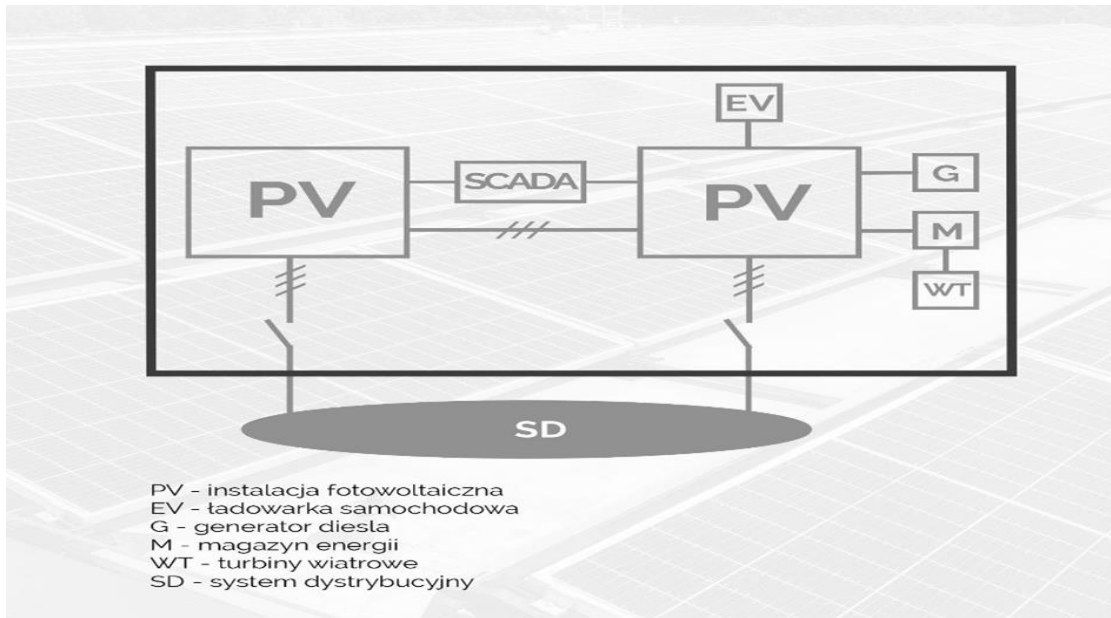 EV
PV
SCADA
PV
G
M
WT
SD
PV - instalacja fotowoltaiczna
EV - ładowarka samochodowa
G - generator diesla
M - magazyn energii
WT - turbiny wiatrowe
SD - system dystrybucyjny